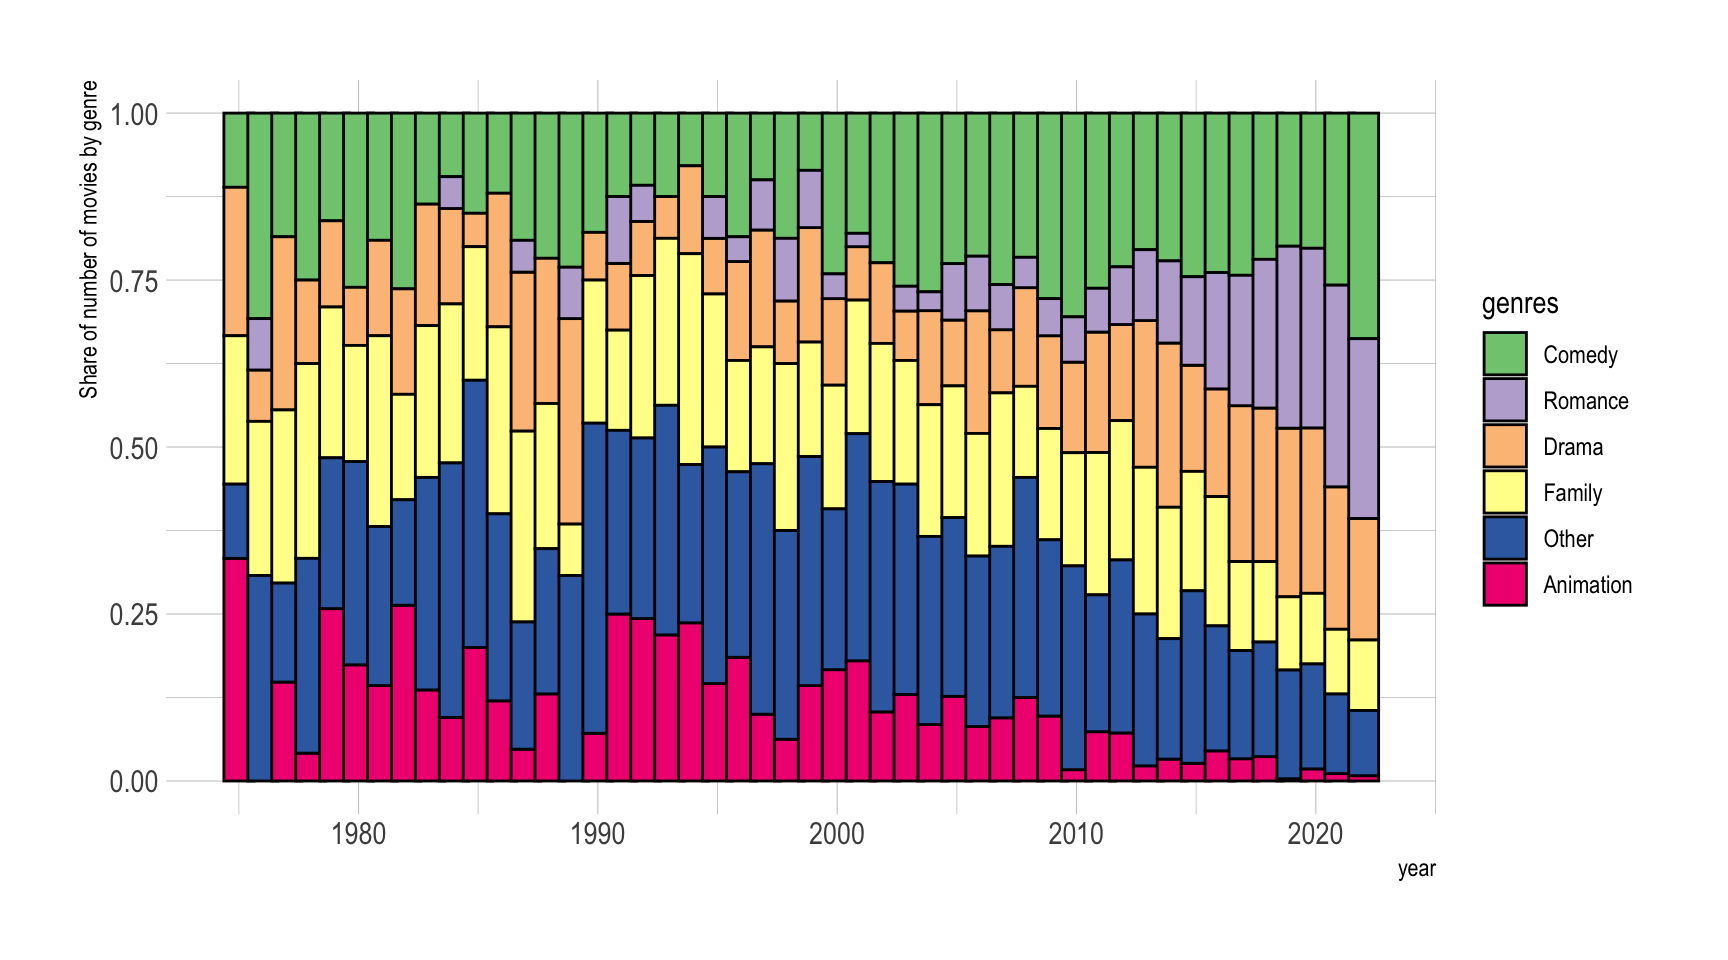 Share of number of movies by genre
1.00
0.75
0.50
0.25
0.00
1980 1990 2000 2010 2020
year
genres
Comedy
Romance
Drama
Family
Other
Animation